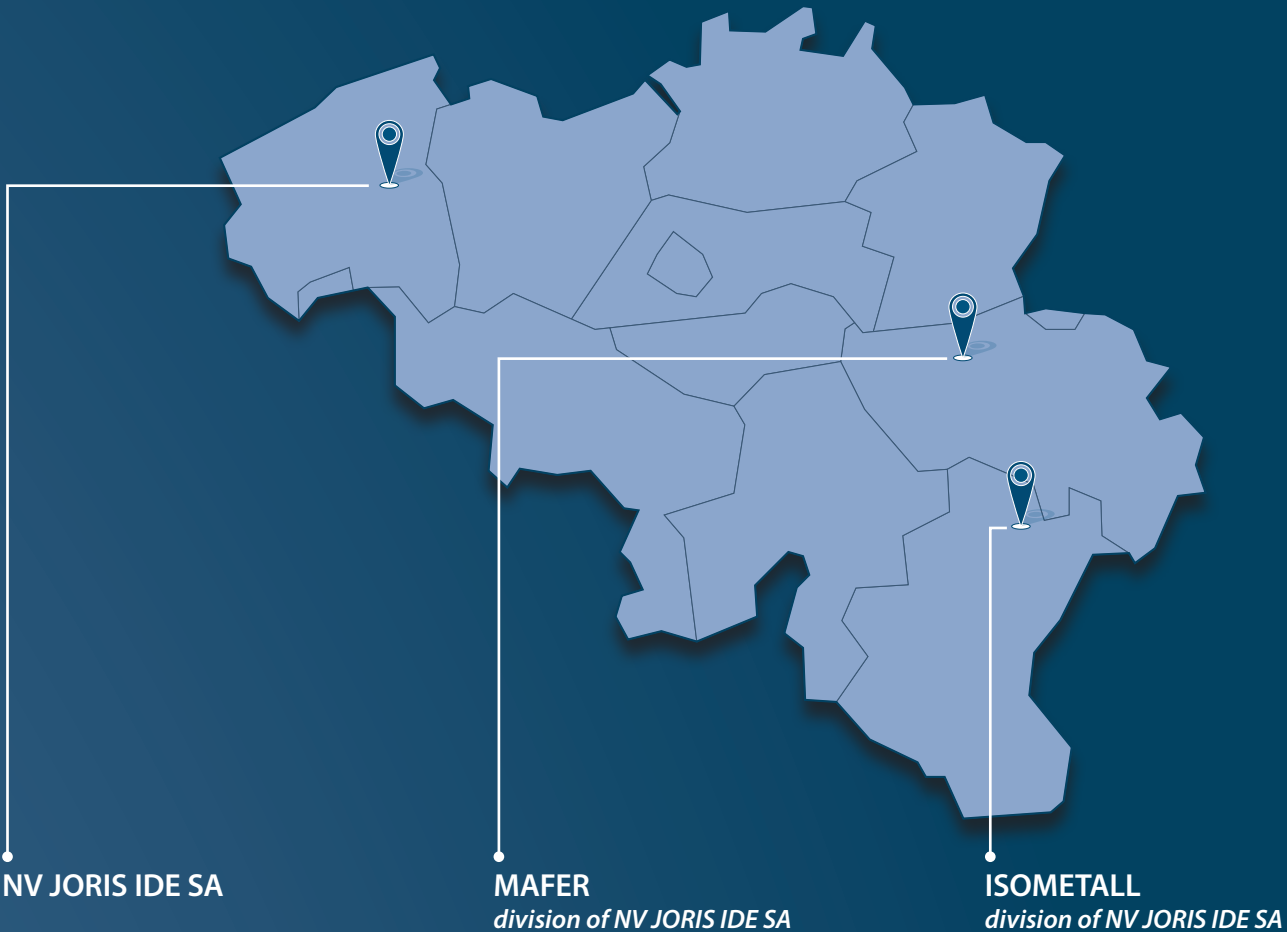 NV JORIS IDE SA
MAFER
division of NV JORIS IDE SA
ISOMETALL
division of NV JORIS IDE SA